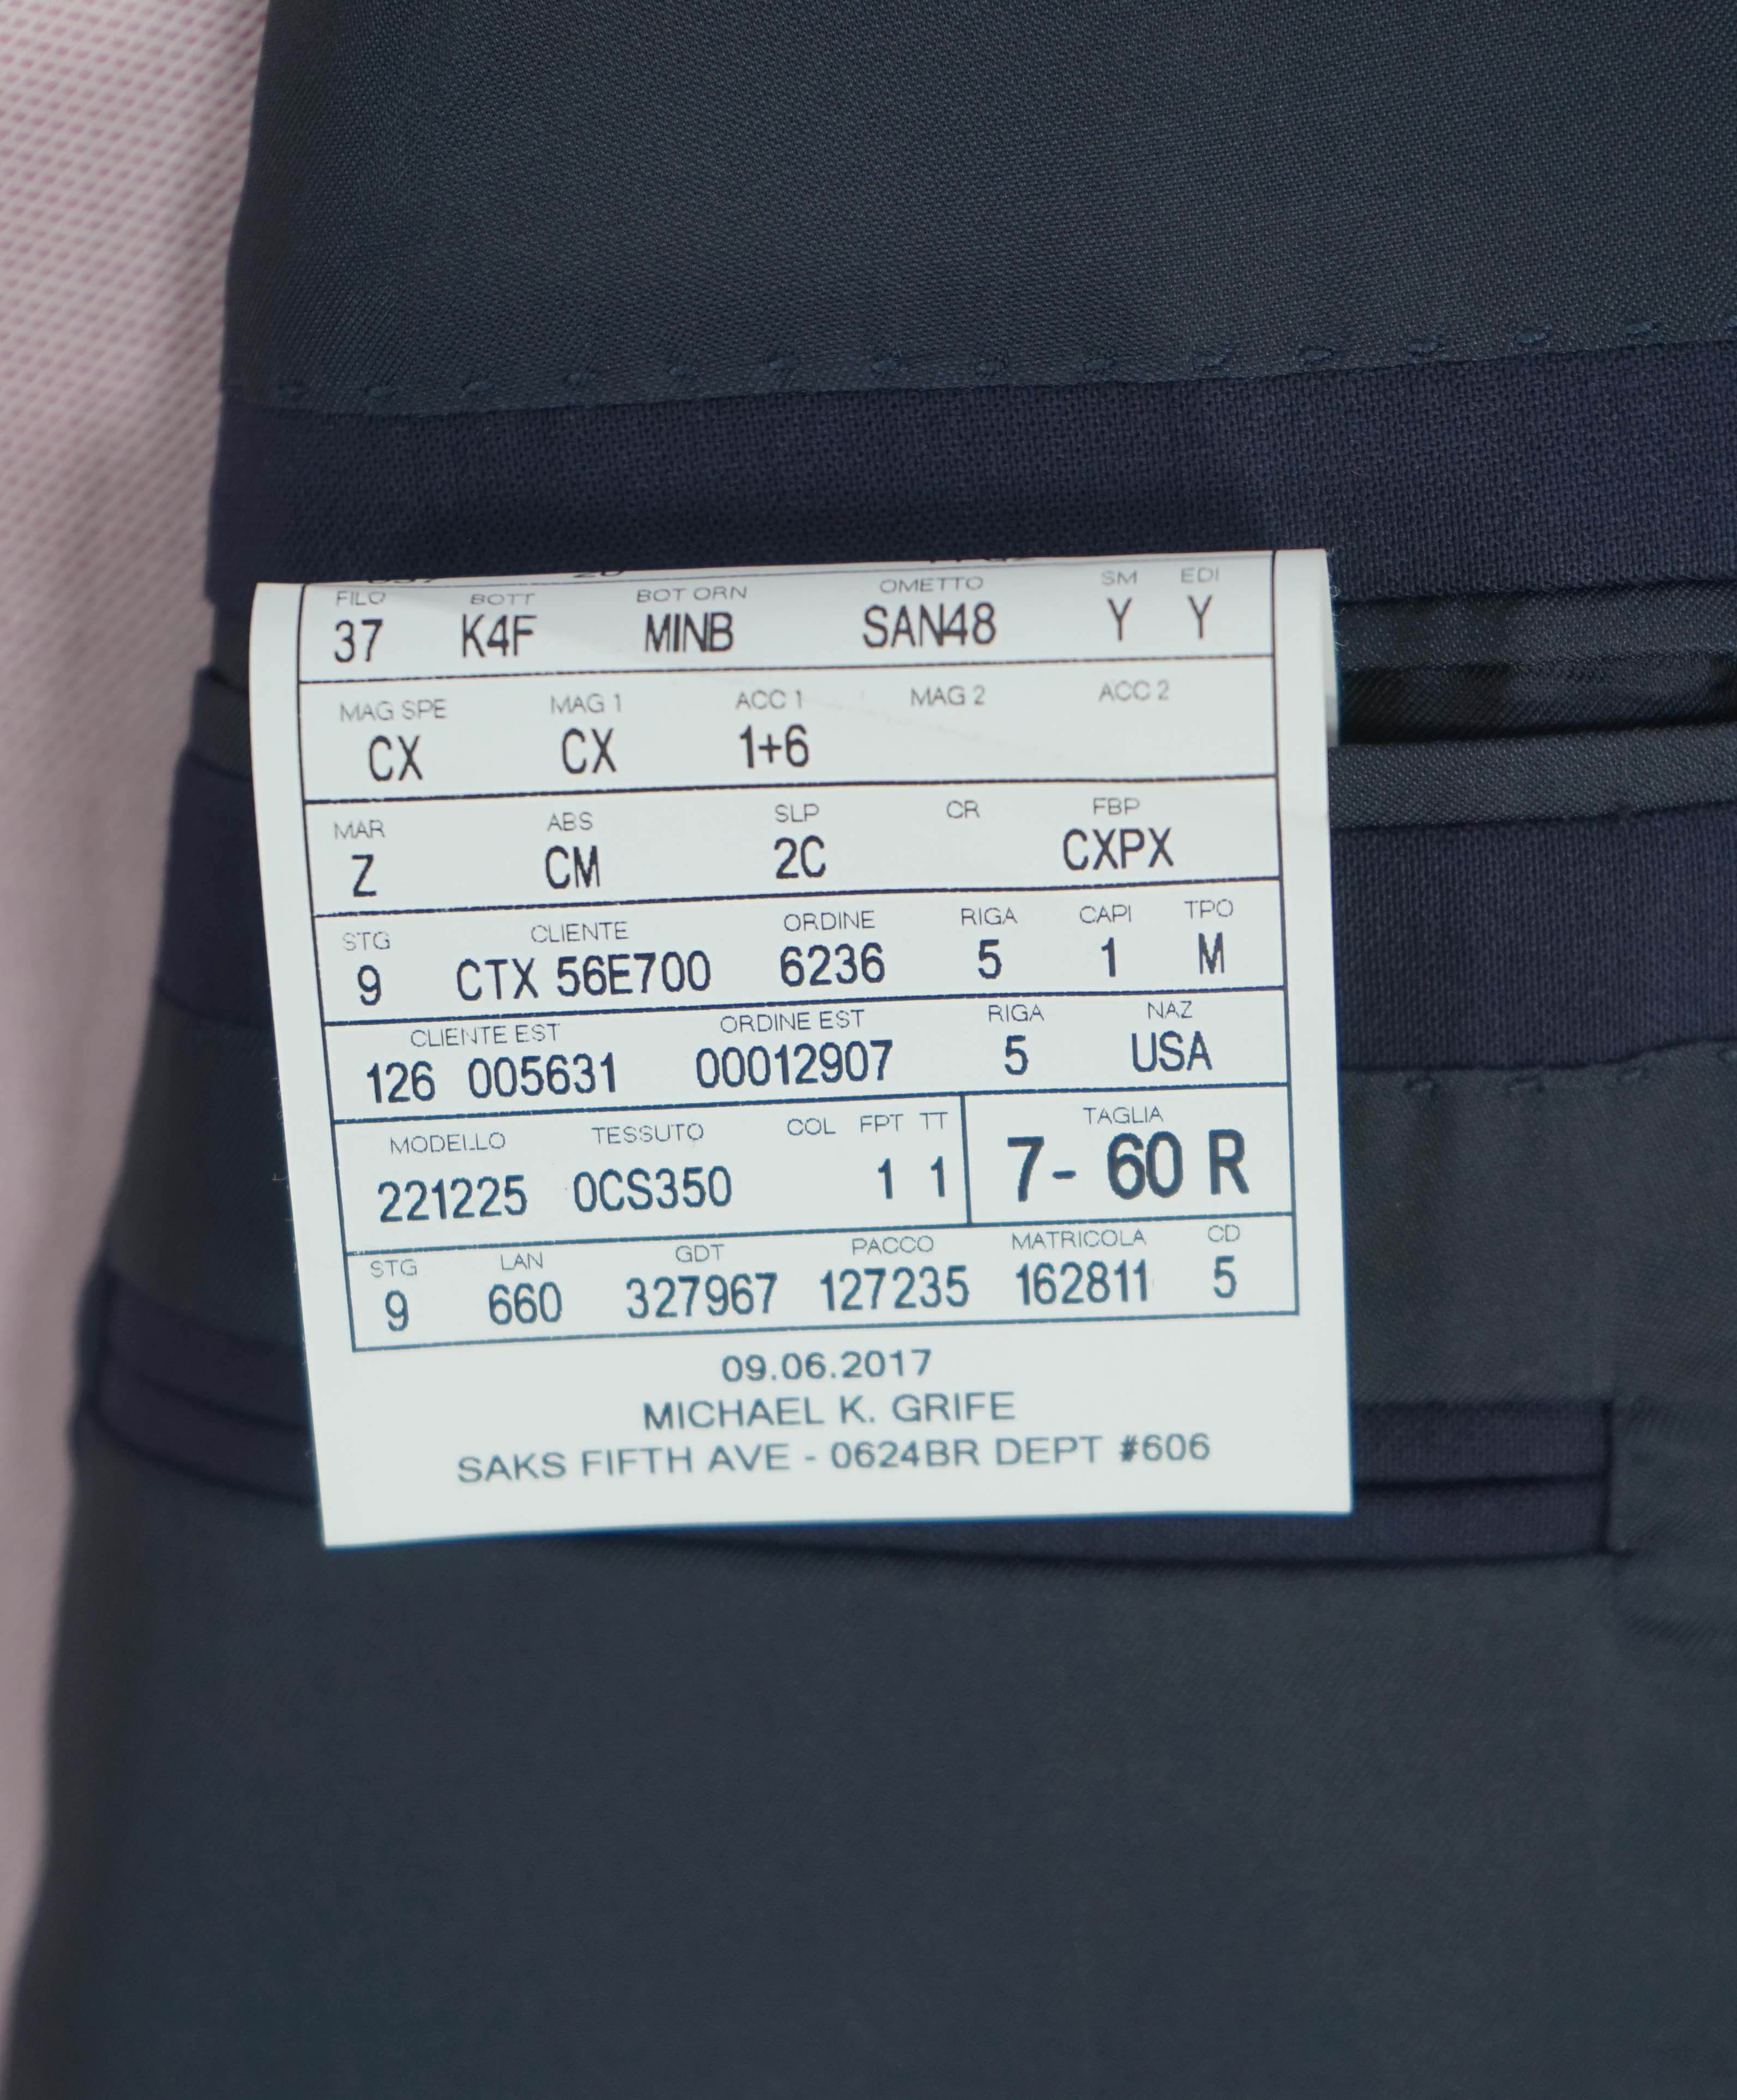 FILO BOTT BOT ORN OMETTO SM EDI
37 K4F MINB SAN48 Y Y
MAG SPE MAG 1 ACC 1 MAG 2 ACC 2
CX CX 1+6
MAR ABS SLP CR FBP
Z CM 2C CXPX
STG CLIENTE ORDINE RIGA CAPI TPO
9 CTX 56E700 6236 5 1 M
CLIENTE EST ORDINE EST RIGA NAZ
126 005631 00012907 5 USA
MODELLO TESSUTO COL FPT TT TAGLIA
221225 0CS350 1 1 7- 60 R
STG LAN GDT PACCO MATRICOLA CD
9 660 327967 127235 162811 5
09.06.2017
MICHAEL K. GRIFE
SAKS FIFTH AVE - 0624BR DEPT #606